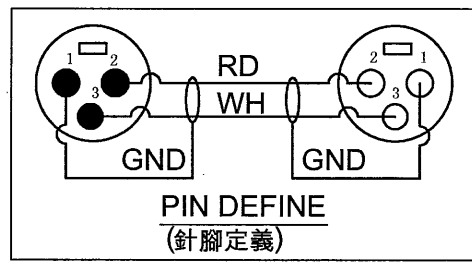 1 2 3
RD
2 1 3
WH
GND GND
PIN DEFINE
(針腳定義)